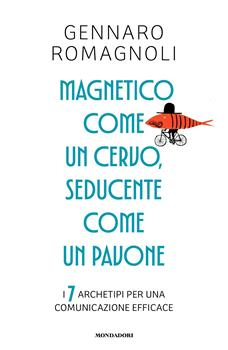 GENNARO
ROMAGNOLI
MAGNETICO
COME
UN CERVO,
SEDUCENTE
COME
UN PAVONE
I 7 ARCHETIPI PER UNA
COMUNICAZIONE EFFICACE
MONDADORI